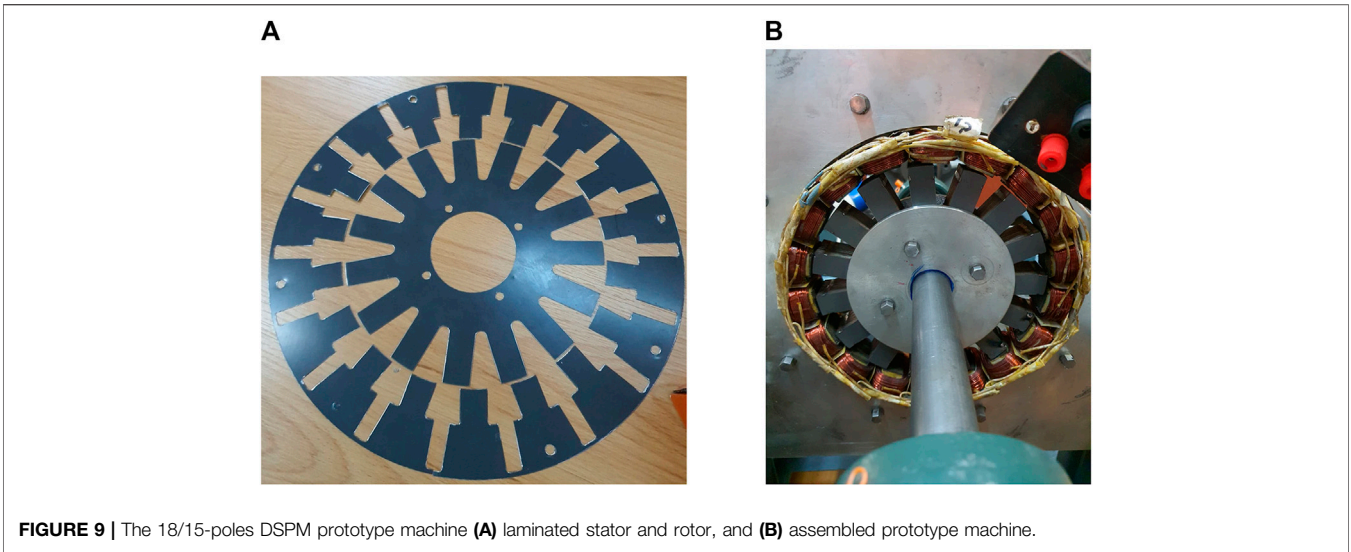 A
B
FIGURE 9 | The 18/15-poles DSPM prototype machine (A) laminated stator and rotor, and (B) assembled prototype machine.